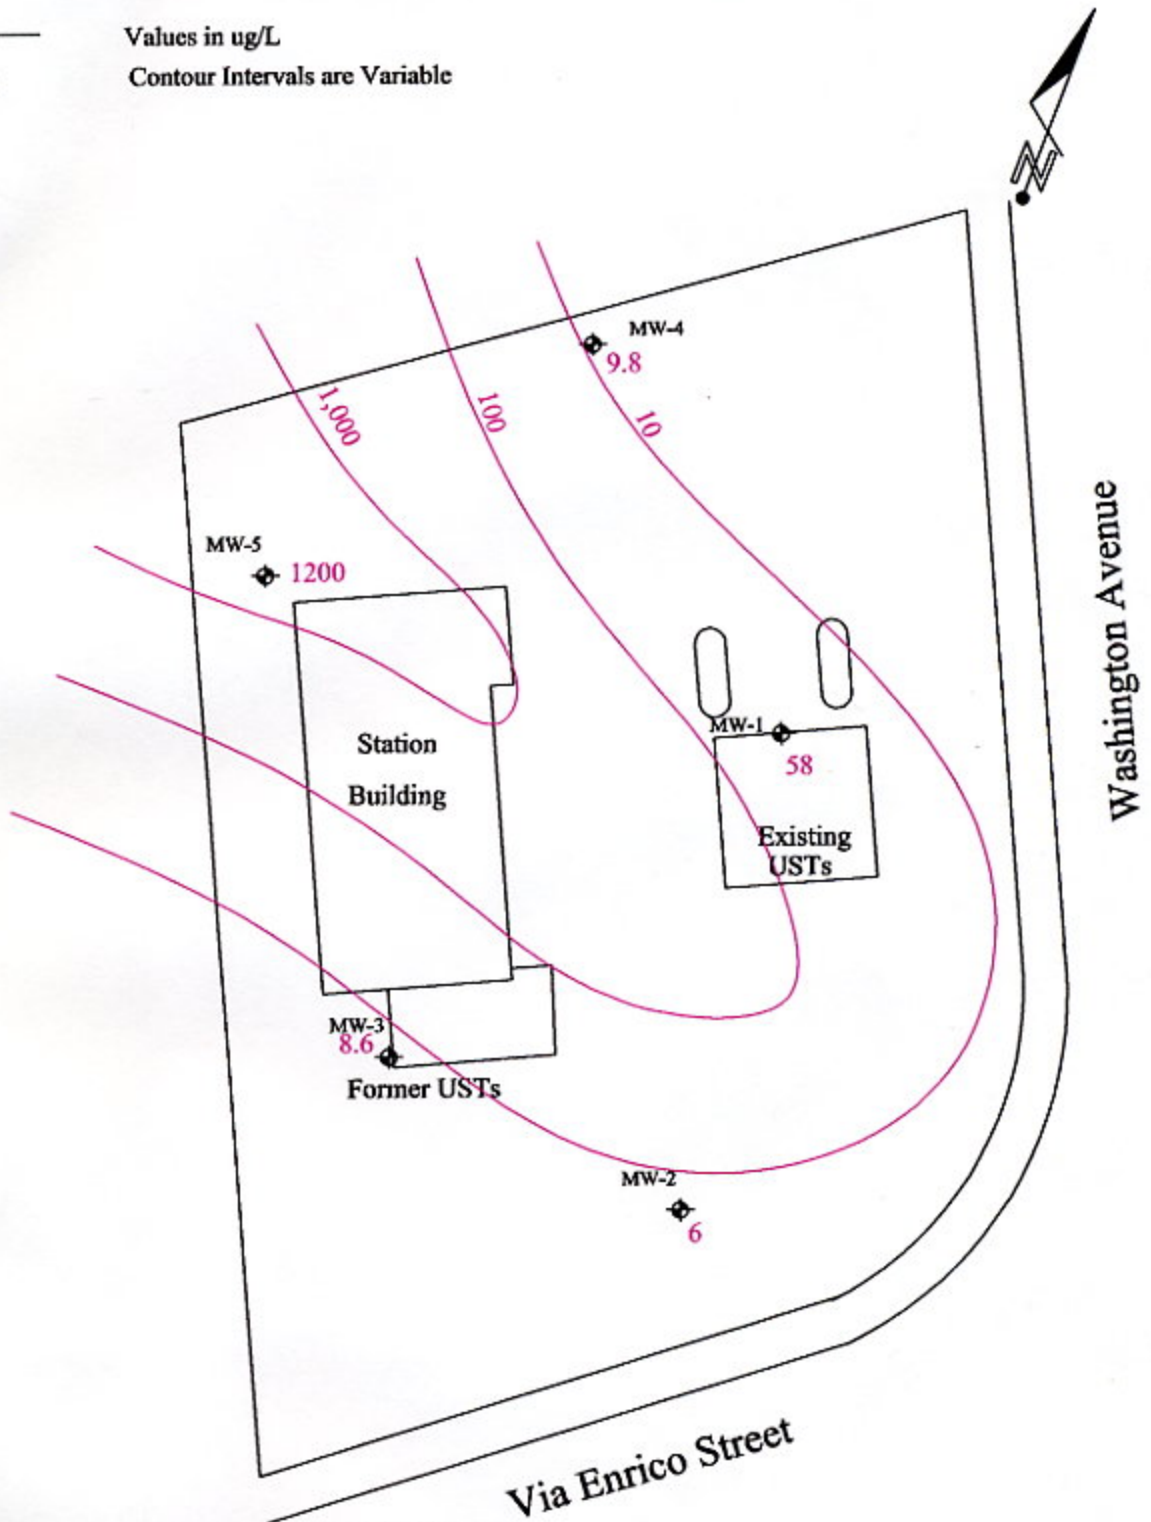 Values in ug/L
Contour Intervals are Variable
N
MW-4
9.8
1,000
100
10
MW-5
1200
Washington Avenue
MW-1
58
Station
Building
Existing
USTs
MW-3
8.6
Former USTs
MW-2
6
Via Enrico Street